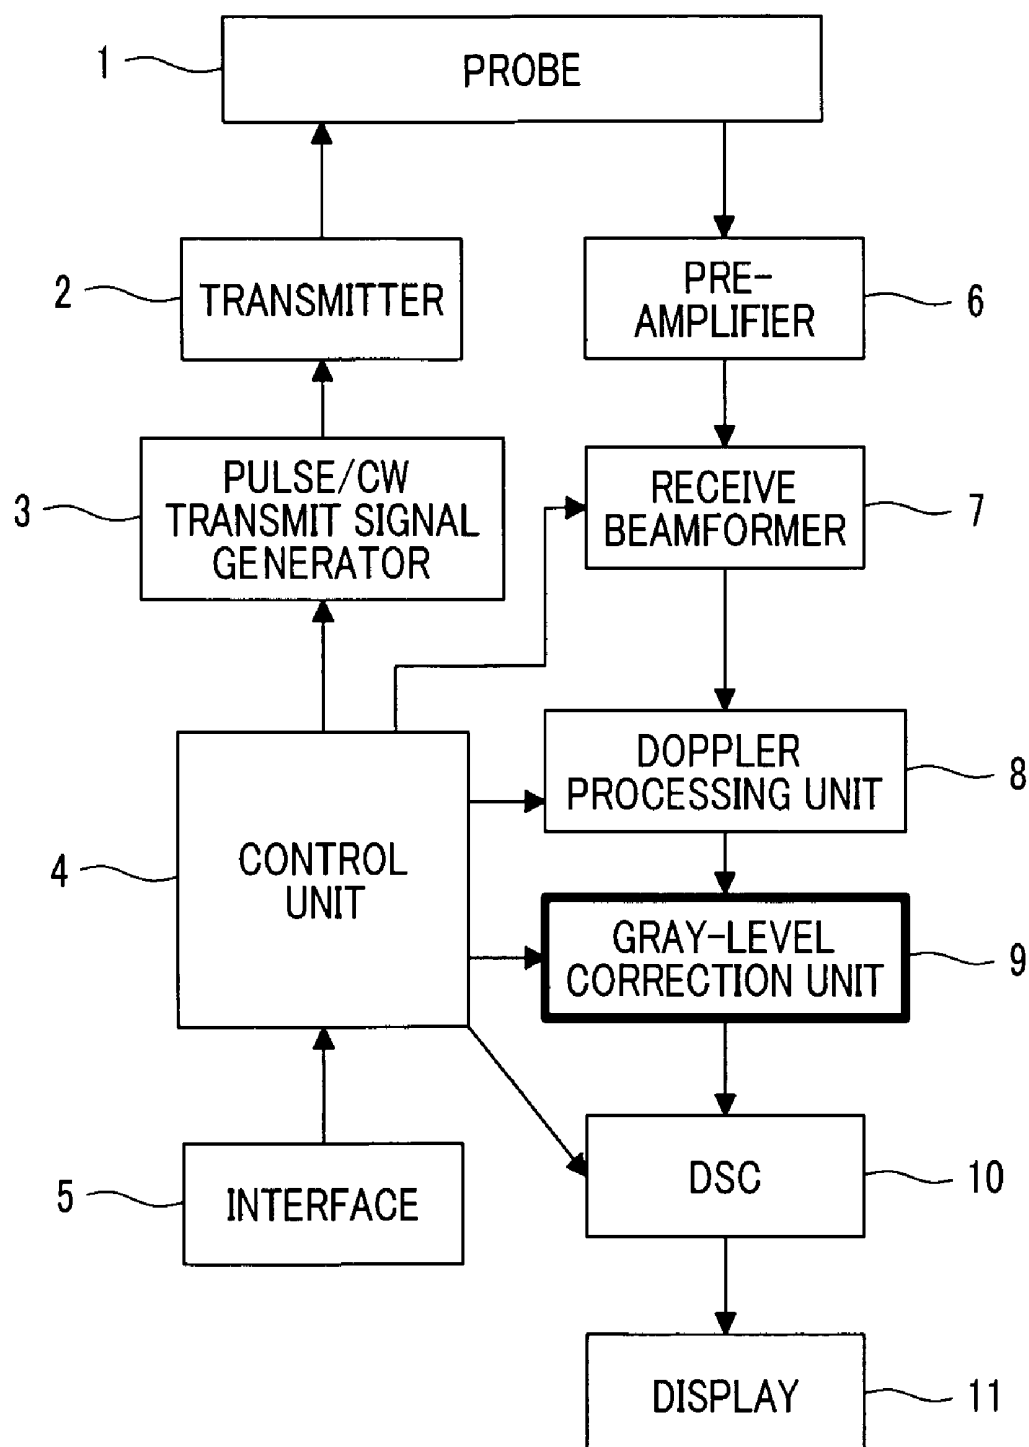 1
PROBE
2
TRANSMITTER
PRE-
AMPLIFIER
6
3
PULSE/CW
TRANSMIT SIGNAL
GENERATOR
RECEIVE
BEAMFORMER
7
4
CONTROL
UNIT
DOPPLER
PROCESSING UNIT
8
GRAY-LEVEL
CORRECTION UNIT
9
5
INTERFACE
DSC
10
DISPLAY
11